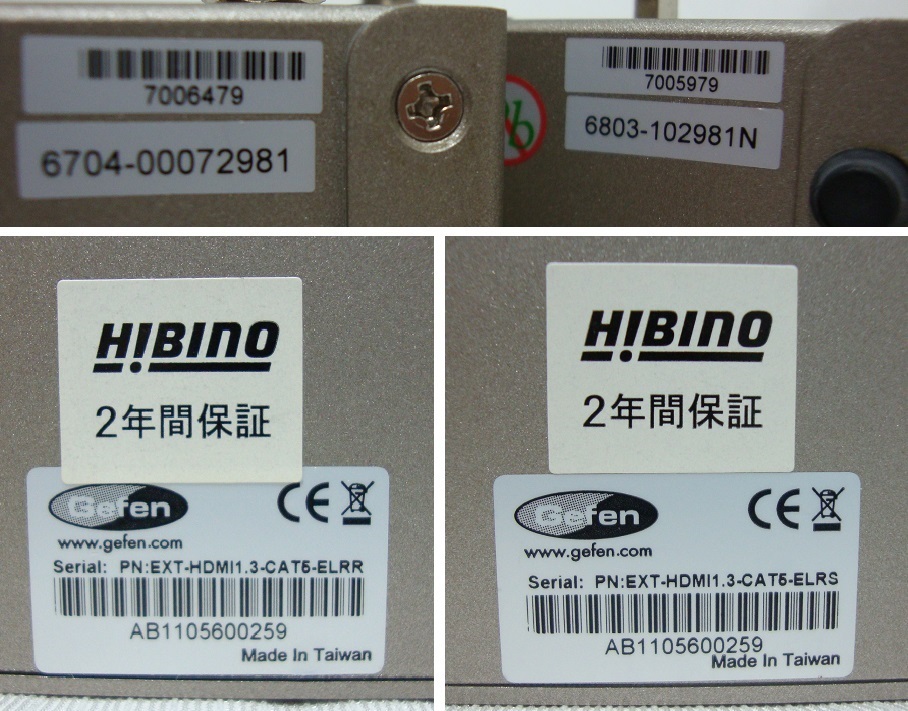 7006479
6704-00072981
7005979
6803-102981N
Pb
HIBINO
2年間保証
Gefen
CE
www.gefen.com
Serial: PN:EXT-HDMI1.3-CAT5-ELRR
AB1105600259
Made In Taiwan
HIBINO
2年間保証
Gefen
CE
www.gefen.com
Serial: PN:EXT-HDMI1.3-CAT5-ELRS
AB1105600259
Made In Taiwan